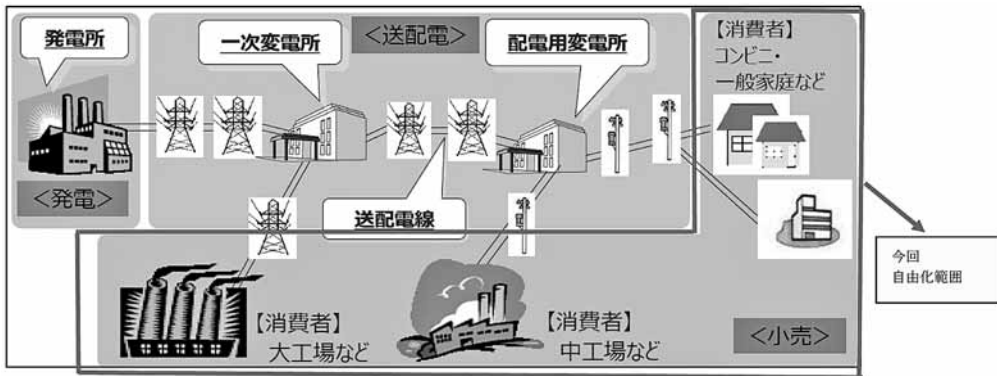 発電所
一次変電所
＜送配電＞
配電用変電所
【消費者】
コンビニ・
一般家庭など
＜発電＞
送配電線
今回
自由化範囲
【消費者】
大工場など
【消費者】
中工場など
＜小売＞